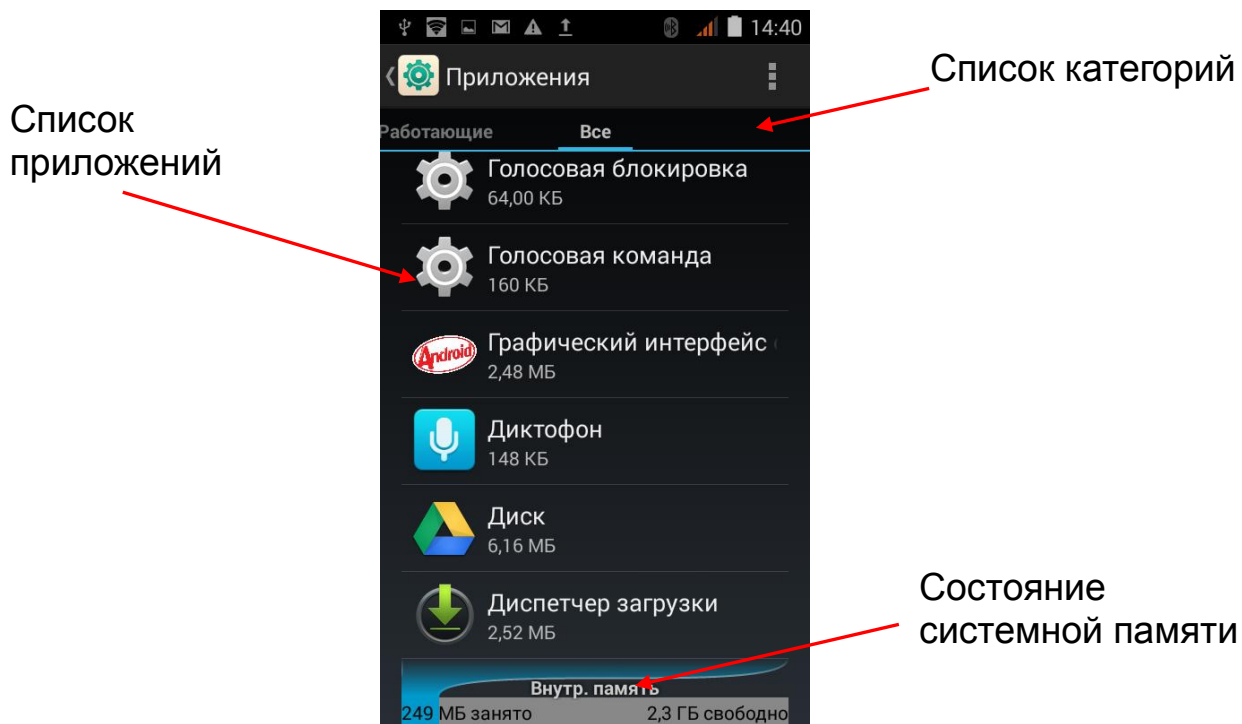 14:40
Приложения
Список категорий
Список
приложений
Работающие
Все
Голосовая блокировка
64,00 КБ
Голосовая команда
160 КБ
Android
Графический интерфейс
2,48 МБ
Диктофон
148 КБ
Диск
6,16 МБ
Диспетчер загрузки
2,52 МБ
Состояние
системной памяти
Внутр. память
249 МБ занято
2,3 ГБ свободно